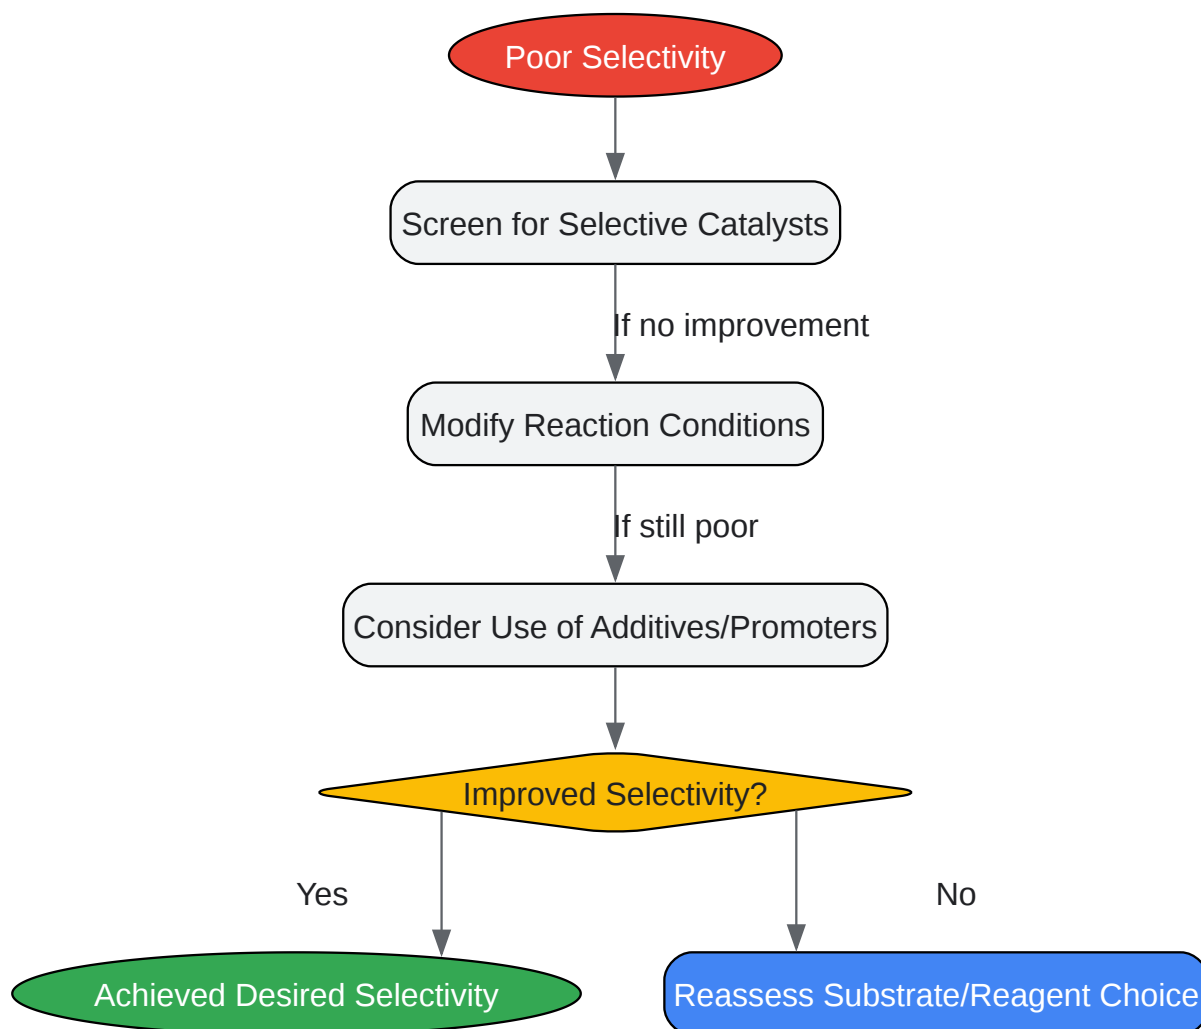 Poor Selectivity
Screen for Selective Catalysts
If no improvement
Modify Reaction Conditions
If still poor
Consider Use of Additives/Promoters
Improved Selectivity?
Yes
No
Achieved Desired Selectivity
Reassess Substrate/Reagent Choice